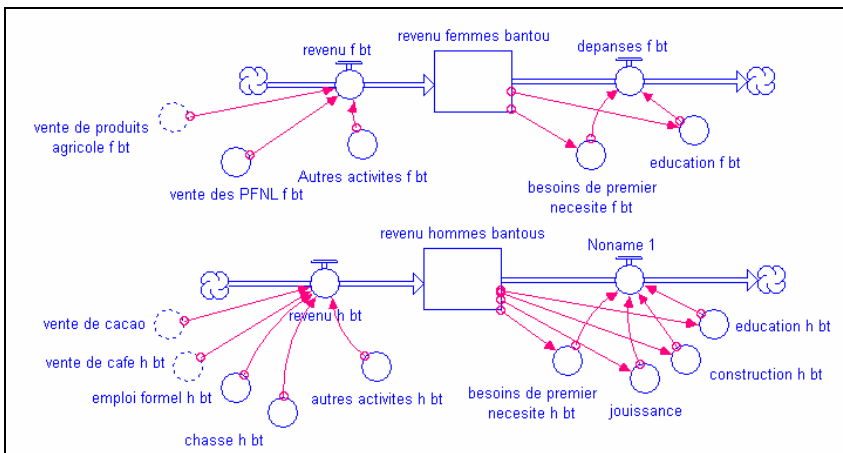 revenu femmes bantou
revenu f bt
depanses f bt
vente de produits
agricole f bt
vente des PFNL f bt
Autres activites f bt
besoins de premier
necesite f bt
education f bt
revenu hommes bantous
Noname 1
revenu h bt
vente de cacao
vente de cafe h bt
emploi formel h bt
chasse h bt
autres activites h bt
besoins de premier
necesite h bt
jouissance
construction h bt
education h bt